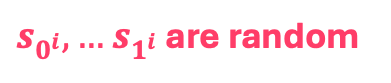 s₀ⁱ, ... s₁ⁱ are random